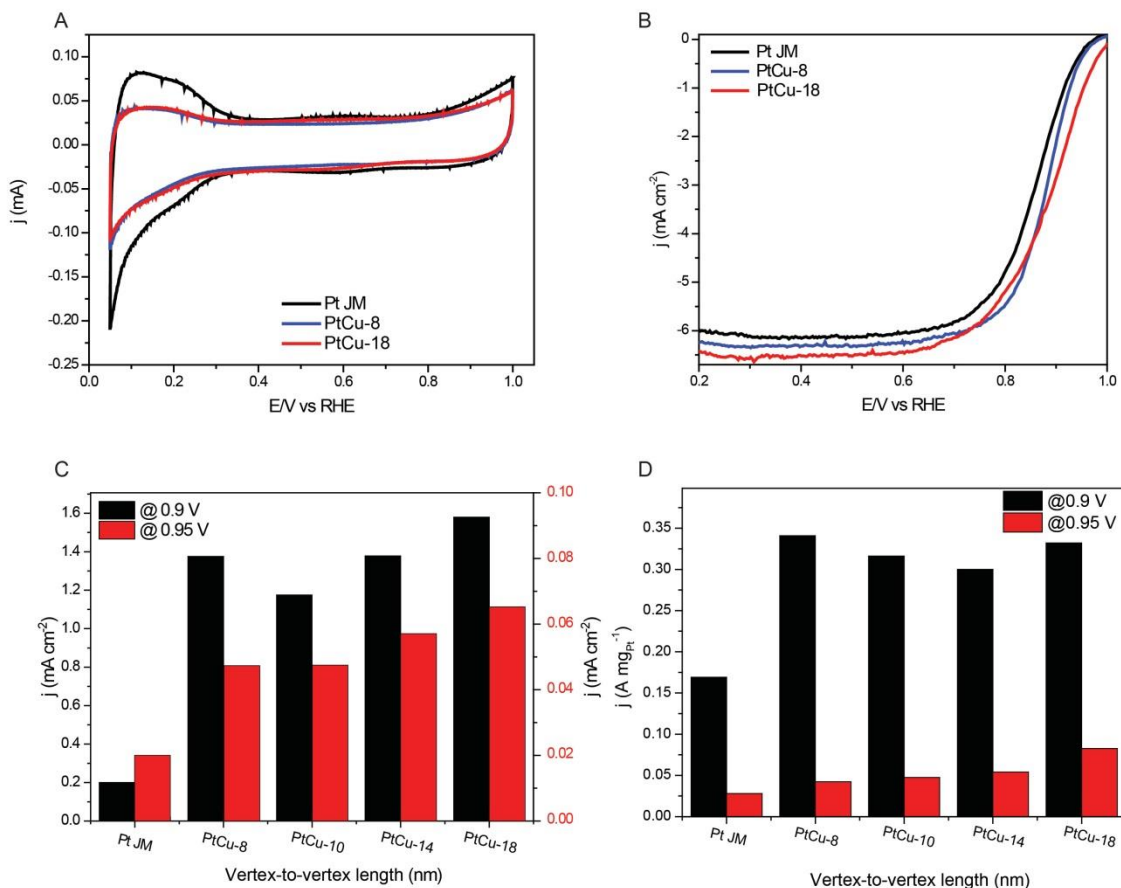 A
0.10
0.05
0.00
-0.05
-0.10
-0.15
-0.20
-0.25
j (mA)
Pt JM
PtCu-8
PtCu-18
0.0 0.2 0.4 0.6 0.8 1.0
E/V vs RHE
B
0
-1
-2
-3
-4
-5
-6
j (mA cm⁻²)
Pt JM
PtCu-8
PtCu-18
0.2 0.4 0.6 0.8 1.0
E/V vs RHE
C
@0.9 V
@0.95 V
1.6
1.4
1.2
1.0
0.8
0.6
0.4
0.2
0.0
j (mA cm⁻²)
0.10
0.08
0.06
0.04
0.02
0.00
j (mA cm⁻²)
Pt JM PtCu-8 PtCu-10 PtCu-14 PtCu-18
Vertex-to-vertex length (nm)
D
@0.9 V
@0.95 V
0.35
0.30
0.25
0.20
0.15
0.10
0.05
0.00
j (A mg_Pt⁻¹)
Pt JM PtCu-8 PtCu-10 PtCu-14 PtCu-18
Vertex-to-vertex length (nm)